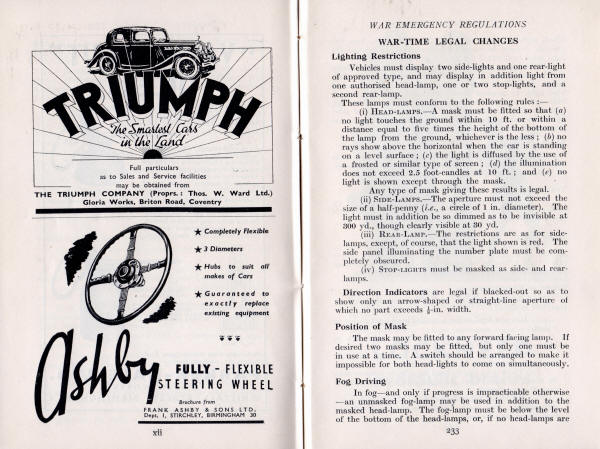 TRIUMPH
The Smartest Cars
in the Land
Full particulars
as to Sales and Service facilities
may be obtained from
THE TRIUMPH COMPANY (Proprs.: Thos. W. Ward Ltd.)
Gloria Works, Briton Road, Coventry
★ Completely Flexible
★ 3 Diameters
★ Hubs to suit all
makes of Cars
★ Guaranteed to
exactly replace
existing equipment
Ashby
FULLY - FLEXIBLE
STEERING WHEEL
Brochure from
FRANK ASHBY & SONS LTD.
Dept. 1, STIRCHLEY, BIRMINGHAM 30
xii
WAR EMERGENCY REGULATIONS
WAR-TIME LEGAL CHANGES
Lighting Restrictions
Vehicles must display two side-lights and one rear-light
of approved type, and may display in addition light from
one authorised head-lamp, one or two stop-lights, and a
second rear-lamp.
These lamps must conform to the following rules :—
(i) HEAD-LAMPS.—A mask must be fitted so that (a)
no light touches the ground within 10 ft. or within a
distance equal to five times the height of the bottom of the
lamp from the ground, whichever is the less; (b) no
rays show above the horizontal when the car is standing
on a level surface; (c) the light is diffused by the use of
a frosted or similar type of screen; (d) the illumination
does not exceed 2.5 foot-candles at 10 ft.; and (e) no
light is shown except through the mask.
Any type of mask giving these results is legal.
(ii) SIDE-LAMPS.—The aperture must not exceed the
size of a half-penny (i.e., a circle of 1 in. diameter). The
light must in addition be so dimmed as to be invisible at
300 yd., though clearly visible at 30 yd.
(iii) REAR-LAMP.—The restrictions are as for side-
lamps, except, of course, that the light shown is red. The
side panel illuminating the number plate must be com-
pletely obscured.
(iv) STOP-LIGHTS must be masked as side- and rear-
lamps.
Direction Indicators are legal if blacked-out so as to
show only an arrow-shaped or straight-line aperture of
which no part exceeds ⅛-in. width.
Position of Mask
The mask may be fitted to any forward facing lamp. If
desired two masks may be fitted, but only one must be
in use at a time. A switch should be arranged to make it
impossible for both head-lights to come on simultaneously.
Fog Driving
In fog—and only if progress is impracticable otherwise
—an unmasked fog-lamp may be used in addition to the
masked head-lamp. The fog-lamp must be below the level
of the bottom of the head-lamps, or, if no head-lamps are
233